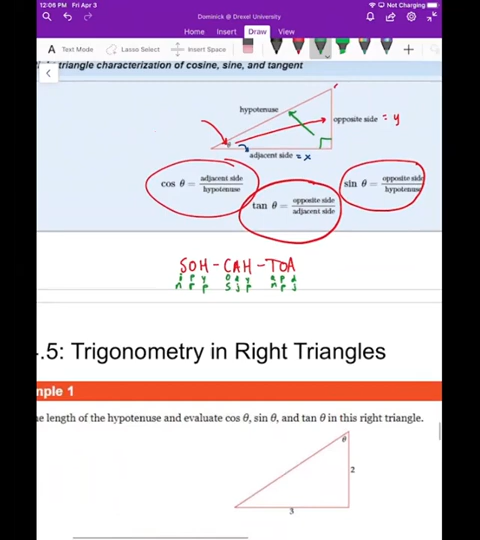 12:06 PM Fri Apr 3
Not Charging
Dominick @ Drexel University
Home Insert Draw View
A Text Mode Lasso Select Insert Space
triangle characterization of cosine, sine, and tangent
hypotenuse
opposite side = y
θ
adjacent side = x
cos θ = adjacent side / hypotenuse
tan θ = opposite side / adjacent side
sin θ = opposite side / hypotenuse
SOH - CAH - TOA
i p y o d y a p d
n p p s j p n p j
.5: Trigonometry in Right Triangles
nple 1
e length of the hypotenuse and evaluate cos θ, sin θ, and tan θ in this right triangle.
θ
2
3